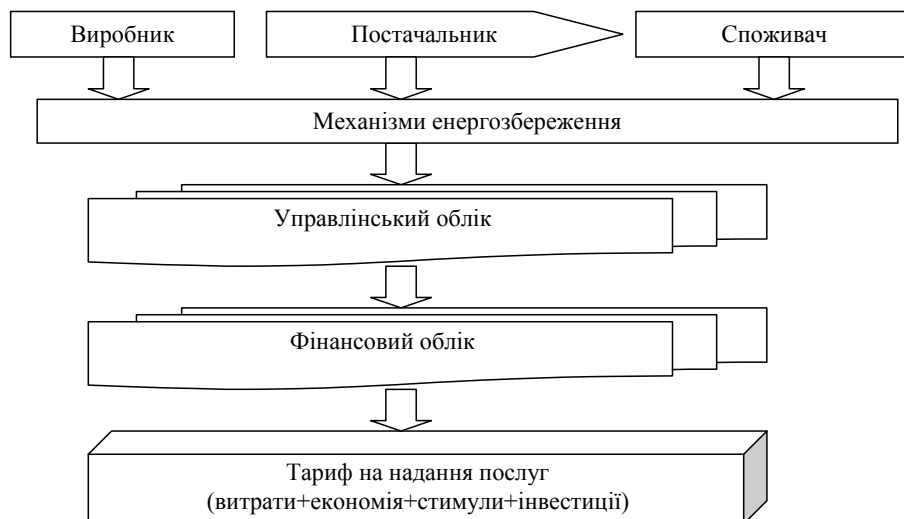 Виробник
Постачальник
Споживач
Механізми енергозбереження
Управлінський облік
Фінансовий облік
Тариф на надання послуг
(витрати+економія+стимули+інвестиції)